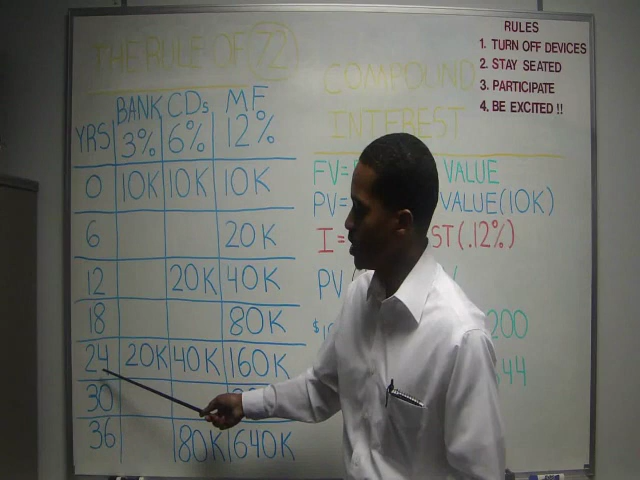 THE RULE OF 72
YRS BANK 3% CDs 6% MF 12%
0 10K 10K 10K
6 20K
12 20K 40K
18 80K
24 20K 40K 160K
30
36 80K 640K
COMPOUND
INTEREST
FV= VALUE
PV= VALUE(10K)
I= ST(.12%)
PV
200
44
RULES
1. TURN OFF DEVICES
2. STAY SEATED
3. PARTICIPATE
4. BE EXCITED !!